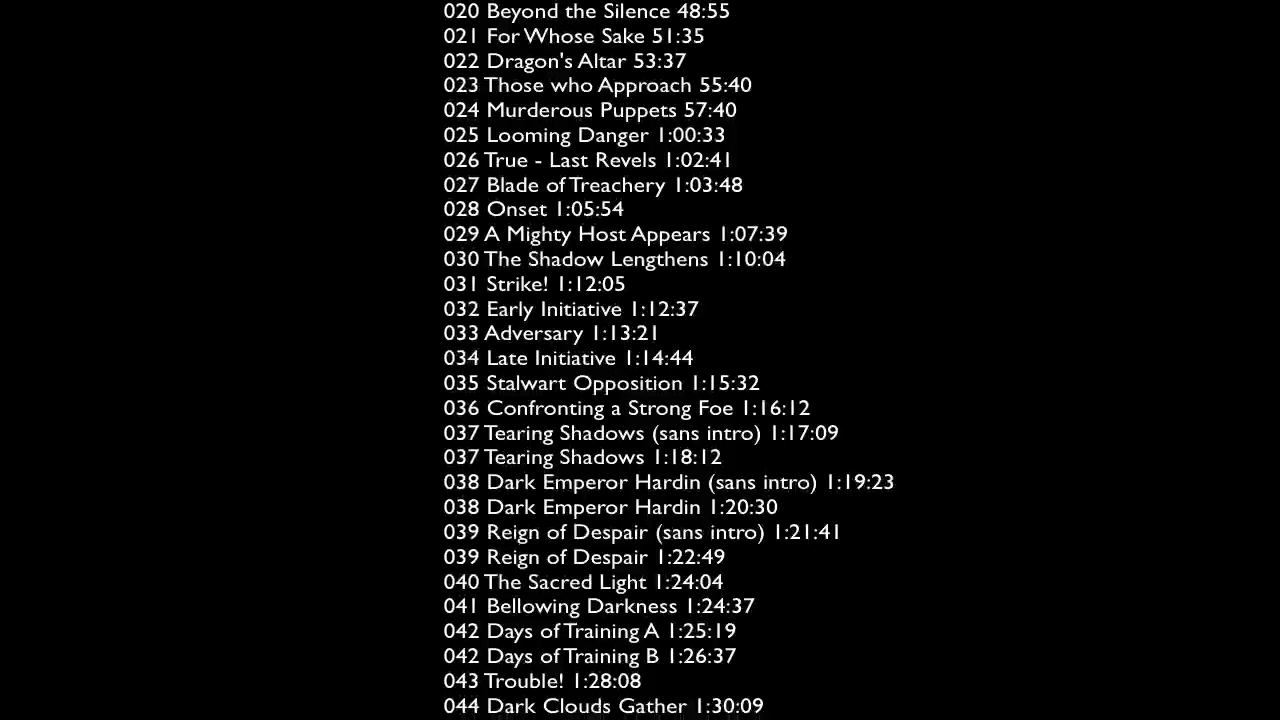 020 Beyond the Silence 48:55
021 For Whose Sake 51:35
022 Dragon's Altar 53:37
023 Those who Approach 55:40
024 Murderous Puppets 57:40
025 Looming Danger 1:00:33
026 True - Last Revels 1:02:41
027 Blade of Treachery 1:03:48
028 Onset 1:05:54
029 A Mighty Host Appears 1:07:39
030 The Shadow Lengthens 1:10:04
031 Strike! 1:12:05
032 Early Initiative 1:12:37
033 Adversary 1:13:21
034 Late Initiative 1:14:44
035 Stalwart Opposition 1:15:32
036 Confronting a Strong Foe 1:16:12
037 Tearing Shadows (sans intro) 1:17:09
037 Tearing Shadows 1:18:12
038 Dark Emperor Hardin (sans intro) 1:19:23
038 Dark Emperor Hardin 1:20:30
039 Reign of Despair (sans intro) 1:21:41
039 Reign of Despair 1:22:49
040 The Sacred Light 1:24:04
041 Bellowing Darkness 1:24:37
042 Days of Training A 1:25:19
042 Days of Training B 1:26:37
043 Trouble! 1:28:08
044 Dark Clouds Gather 1:30:09